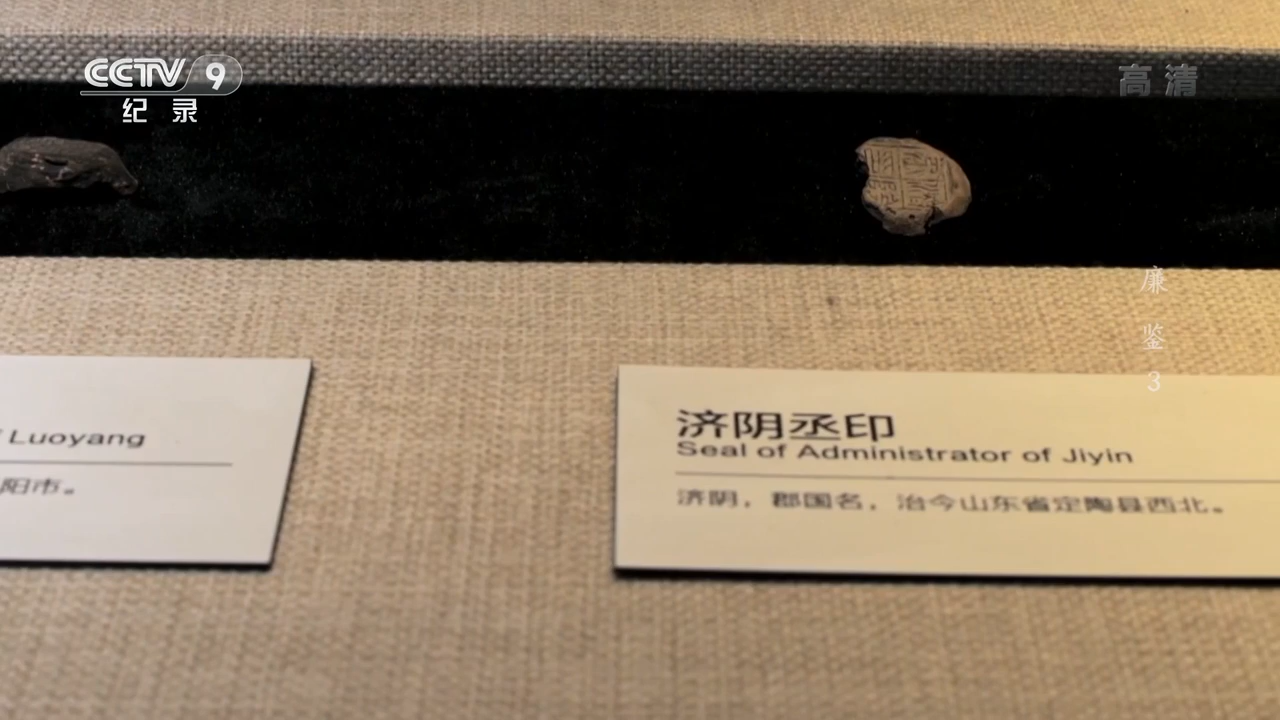 CCTV 9
纪录
高清
廉鉴3
Luoyang
阳市。
济阴丞印
Seal of Administrator of Jiyin
济阴，郡国名，治今山东省定陶县西北。